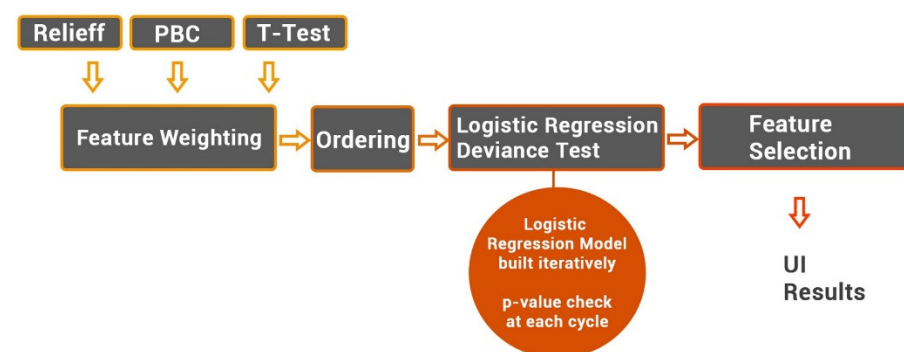 Relieff
PBC
T-Test
Feature Weighting
Ordering
Logistic Regression
Deviance Test
Feature
Selection
Logistic
Regression Model
built iteratively
p-value check
at each cycle
UI
Results